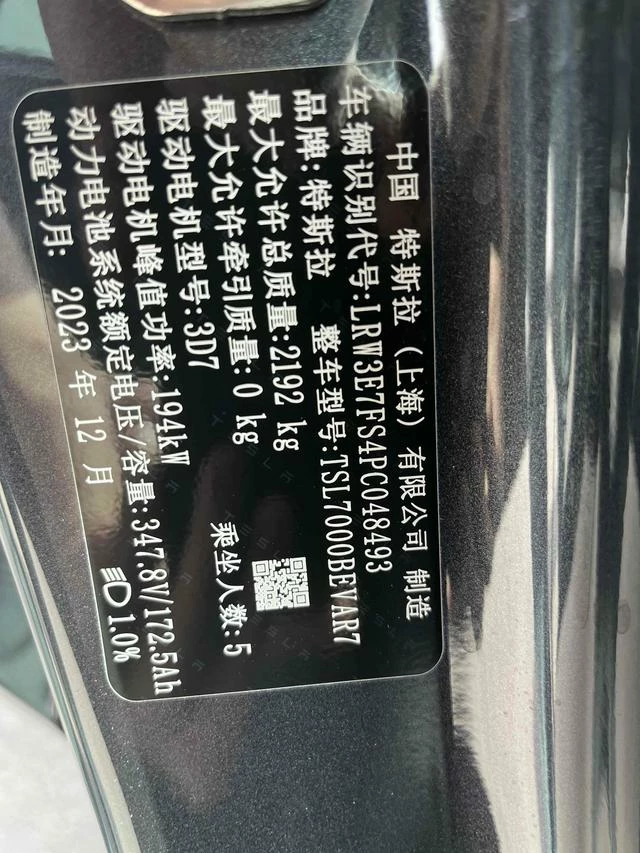 中国 特斯拉（上海）有限公司 制造
车辆识别代号:LRW3E7FS4PC048493
品牌:特斯拉 整车型号:TSL7000BEVAR7
最大允许总质量:2192 kg
最大允许牵引质量: 0 kg 乘坐人数:5
驱动电机型号:3D7
驱动电机峰值功率:194kW
动力电池系统额定电压/容量:347.8V/172.5Ah
制造年月: 2023 年 12 月 1.0%
TESLA